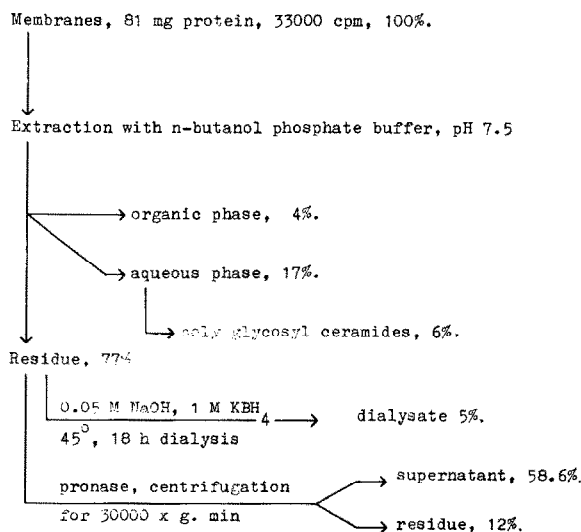 Membranes, 81 mg protein, 33000 cpm, 100%.
Extraction with n-butanol phosphate buffer, pH 7.5
organic phase, 4%.
aqueous phase, 17%.
poly glycosyl ceramides, 6%.
Residue, 77%
0.05 M NaOH, 1 M KBH4
dialysate 5%.
45°, 18 h dialysis
supernatant, 58.6%.
pronase, centrifugation
for 30000 x g. min
residue, 12%.